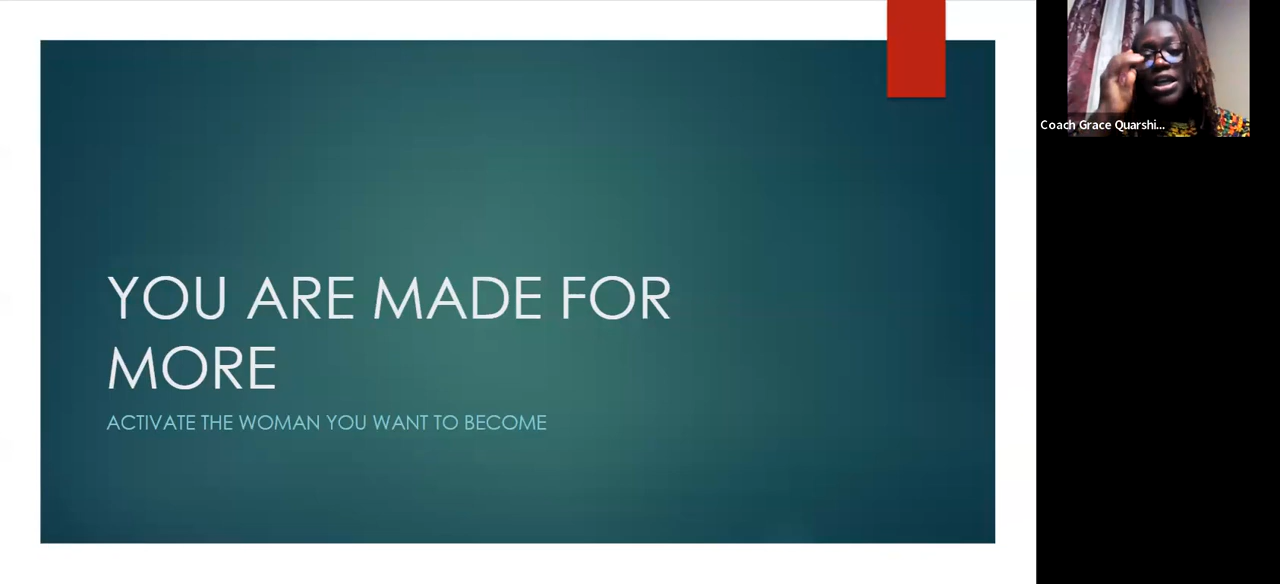 YOU ARE MADE FOR
MORE
ACTIVATE THE WOMAN YOU WANT TO BECOME
Coach Grace Quarshi...